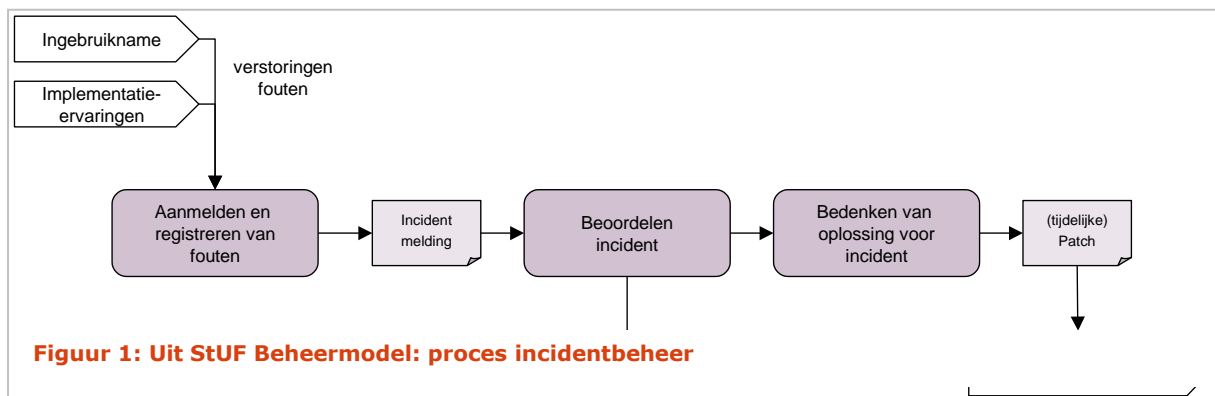 Ingebruikname
verstoringen
fouten
Implementatie-
ervaringen
Aanmelden en
registreren van
fouten
Incident
melding
Beoordelen
incident
Bedenken van
oplossing voor
incident
(tijdelijke)
Patch
Figuur 1: Uit StUF Beheermodel: proces incidentbeheer